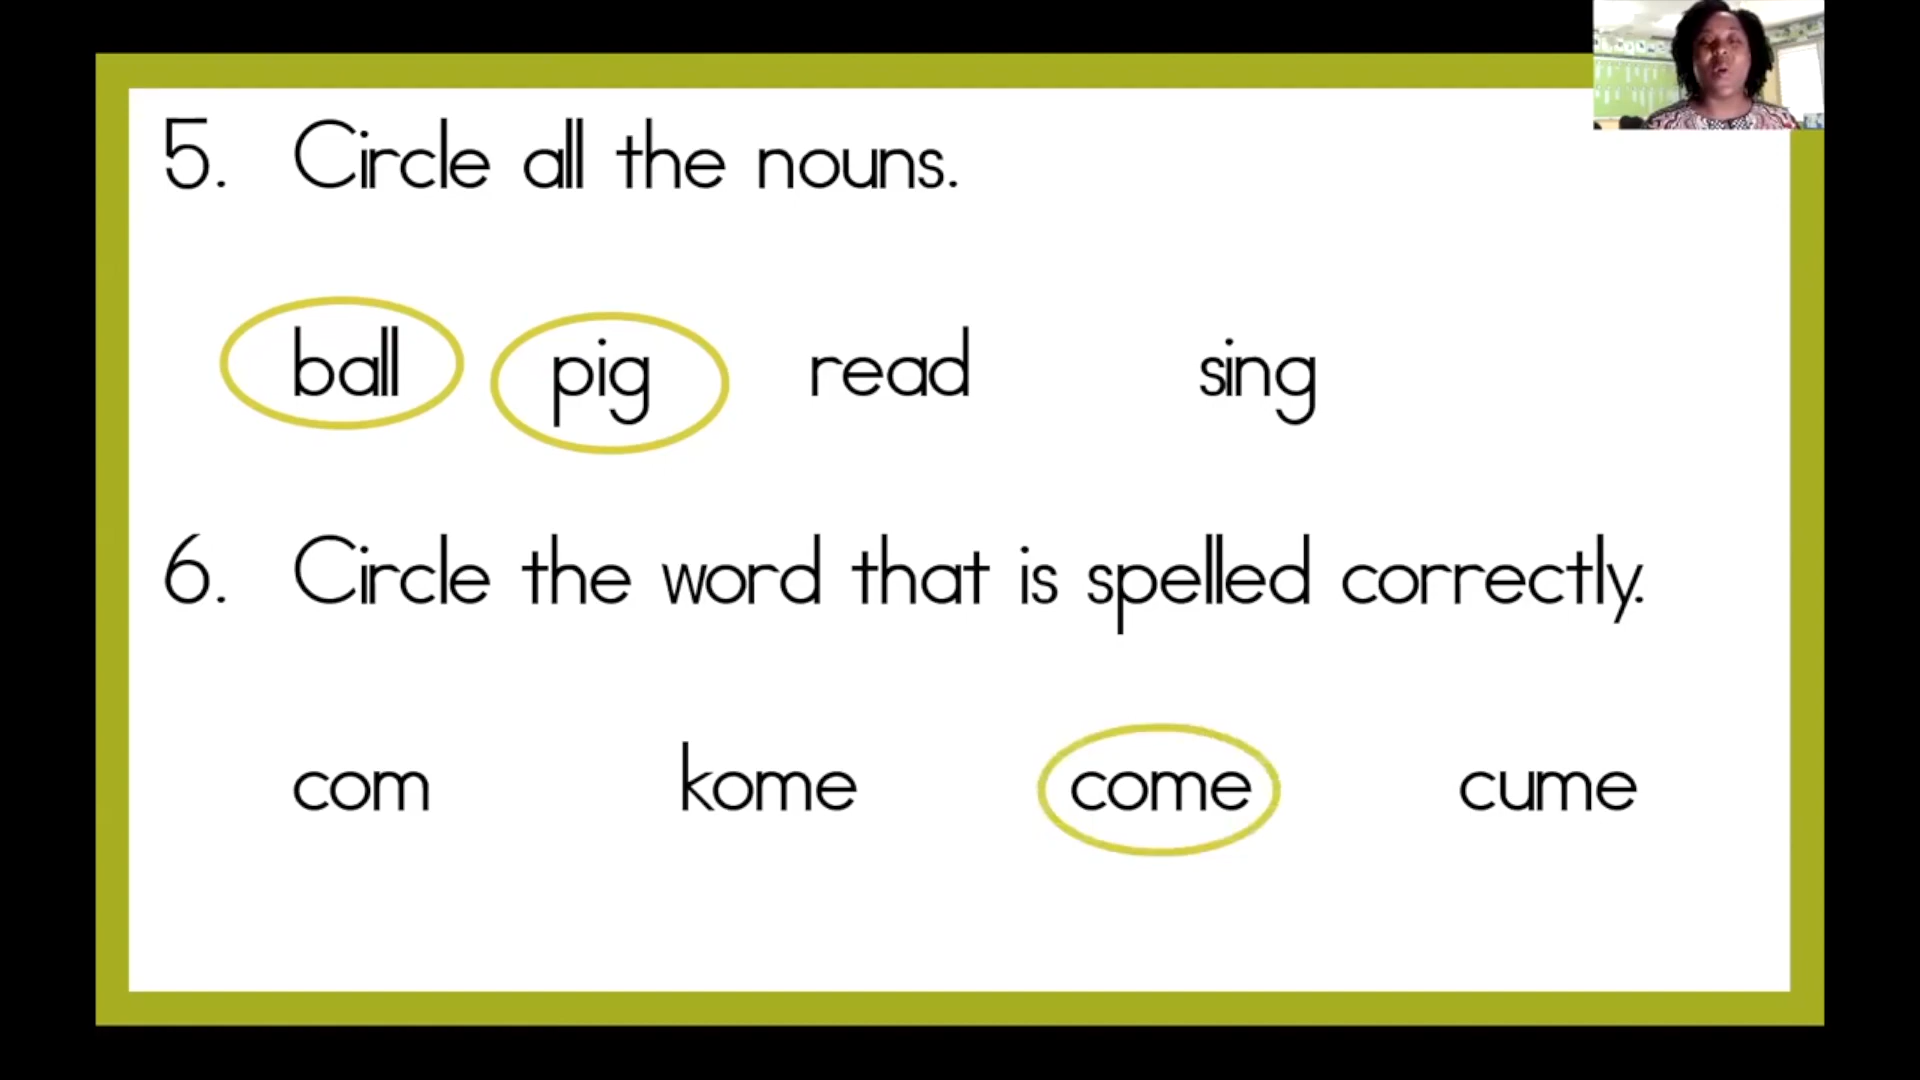 5. Circle all the nouns.
ball pig read sing
6. Circle the word that is spelled correctly.
com kome come cume